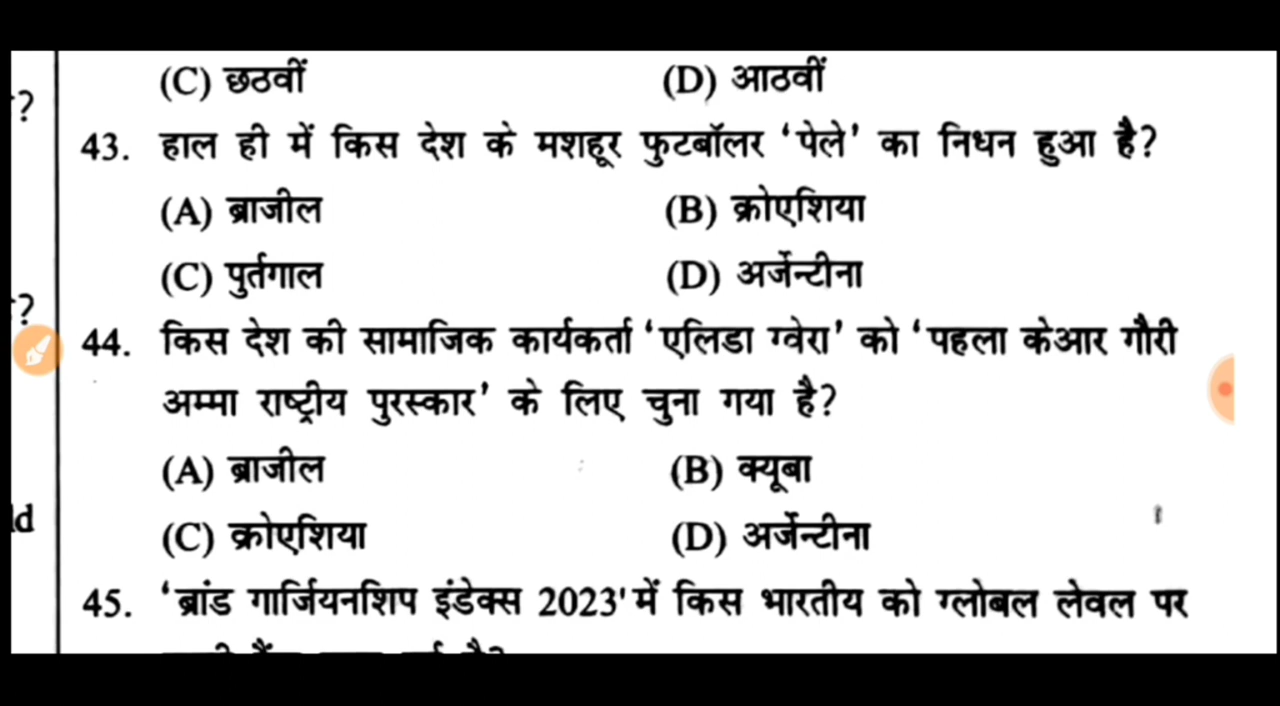 (C) छठवीं (D) आठवीं
?
43. हाल ही में किस देश के मशहूर फुटबॉलर ‘पेले’ का निधन हुआ है?
(A) ब्राजील (B) क्रोएशिया
(C) पुर्तगाल (D) अर्जेन्टीना
?
44. किस देश की सामाजिक कार्यकर्ता ‘एलिडा ग्वेरा’ को ‘पहला केआर गौरी
अम्मा राष्ट्रीय पुरस्कार’ के लिए चुना गया है?
(A) ब्राजील (B) क्यूबा
ld
(C) क्रोएशिया (D) अर्जेन्टीना
45. ‘ब्रांड गार्जियनशिप इंडेक्स 2023' में किस भारतीय को ग्लोबल लेवल पर